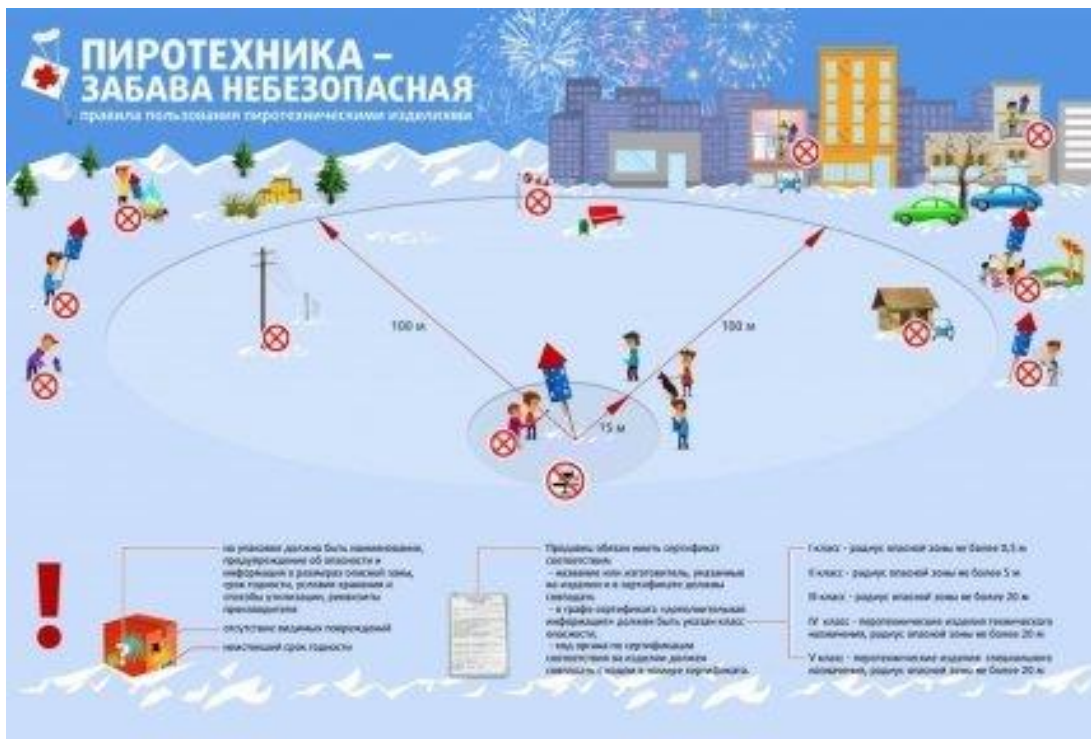 ПИРОТЕХНИКА –
ЗАБАВА НЕБЕЗОПАСНАЯ
правила пользования пиротехническими изделиями
100 м
100 м
15 м
на упаковке должно быть наименование,
предупреждение об опасности и
информация о размерах опасной зоны,
срок годности, условия хранения и
способы утилизации, реквизиты
производителя
отсутствие видимых повреждений
неистекший срок годности
Продавец обязан иметь сертификат
соответствия:
- название или изготовитель, указанные
на изделии и в сертификате должны
совпадать
- в графе сертификата «дополнительная
информация» должен быть указан класс
опасности;
- код органа по сертификации
соответствия на изделии должен
совпадать с кодом в номере сертификата.
I класс - радиус опасной зоны не более 0,5 м
II класс - радиус опасной зоны не более 5 м
III класс - радиус опасной зоны не более 20 м
IV класс - пиротехнические изделия технического
назначения, радиус опасной зоны не более 20 м
V класс - пиротехнические изделия специального
назначения, радиус опасной зоны не более 20 м